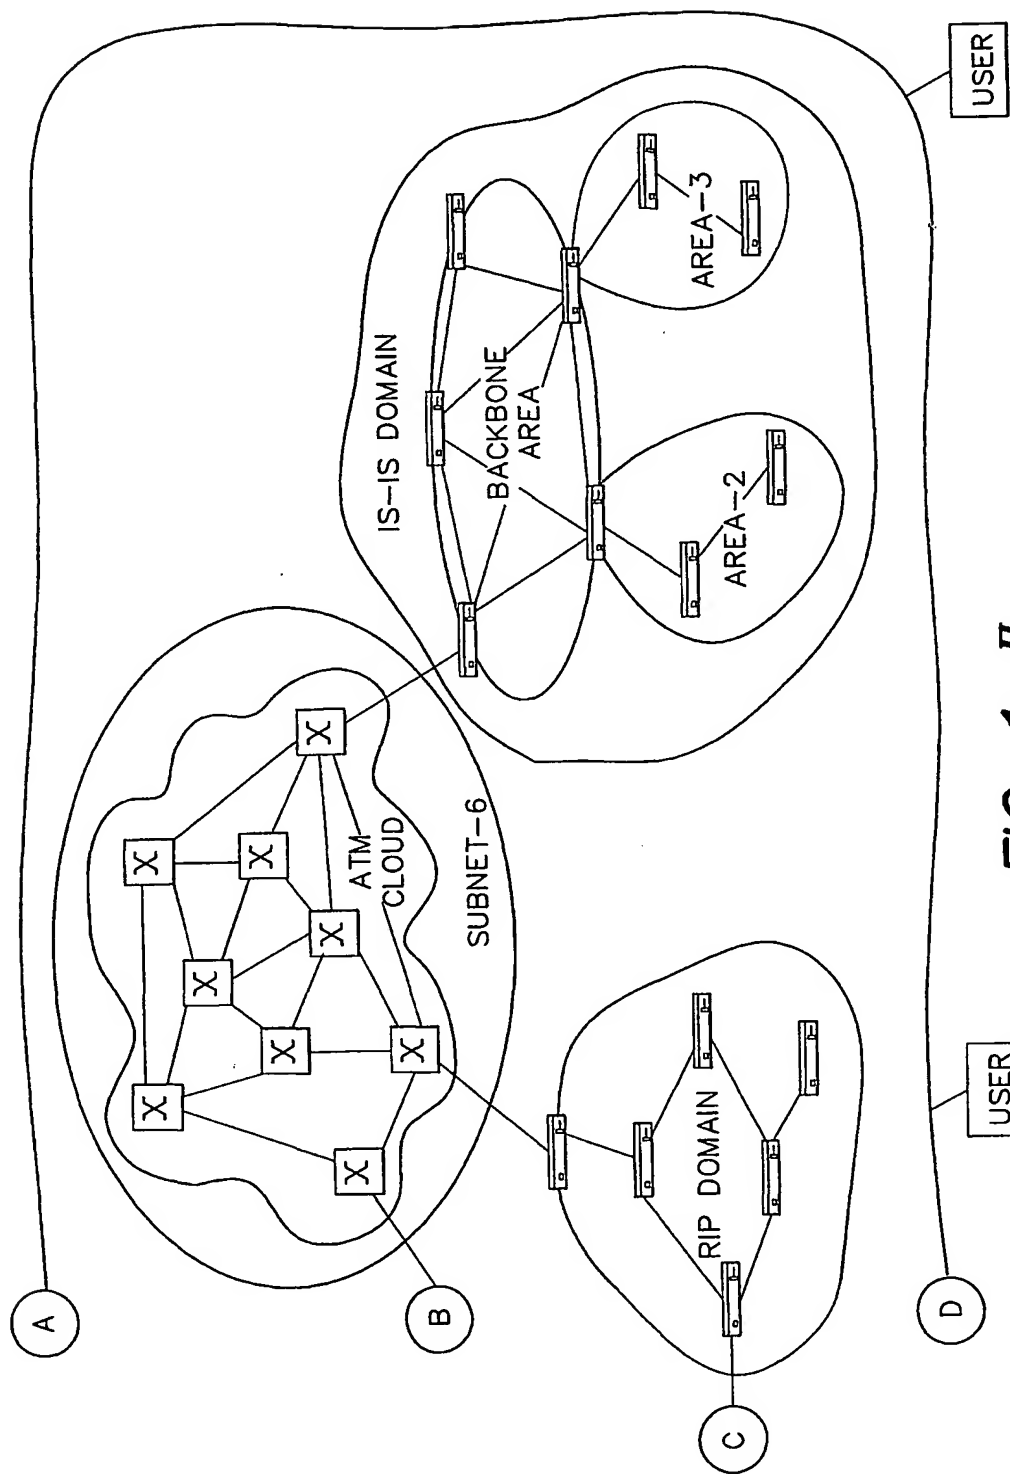 A
ATM
CLOUD
IS-IS DOMAIN
B
SUBNET-6
BACKBONE
AREA
AREA-3
RIP DOMAIN
AREA-2
C
D
USER
USER